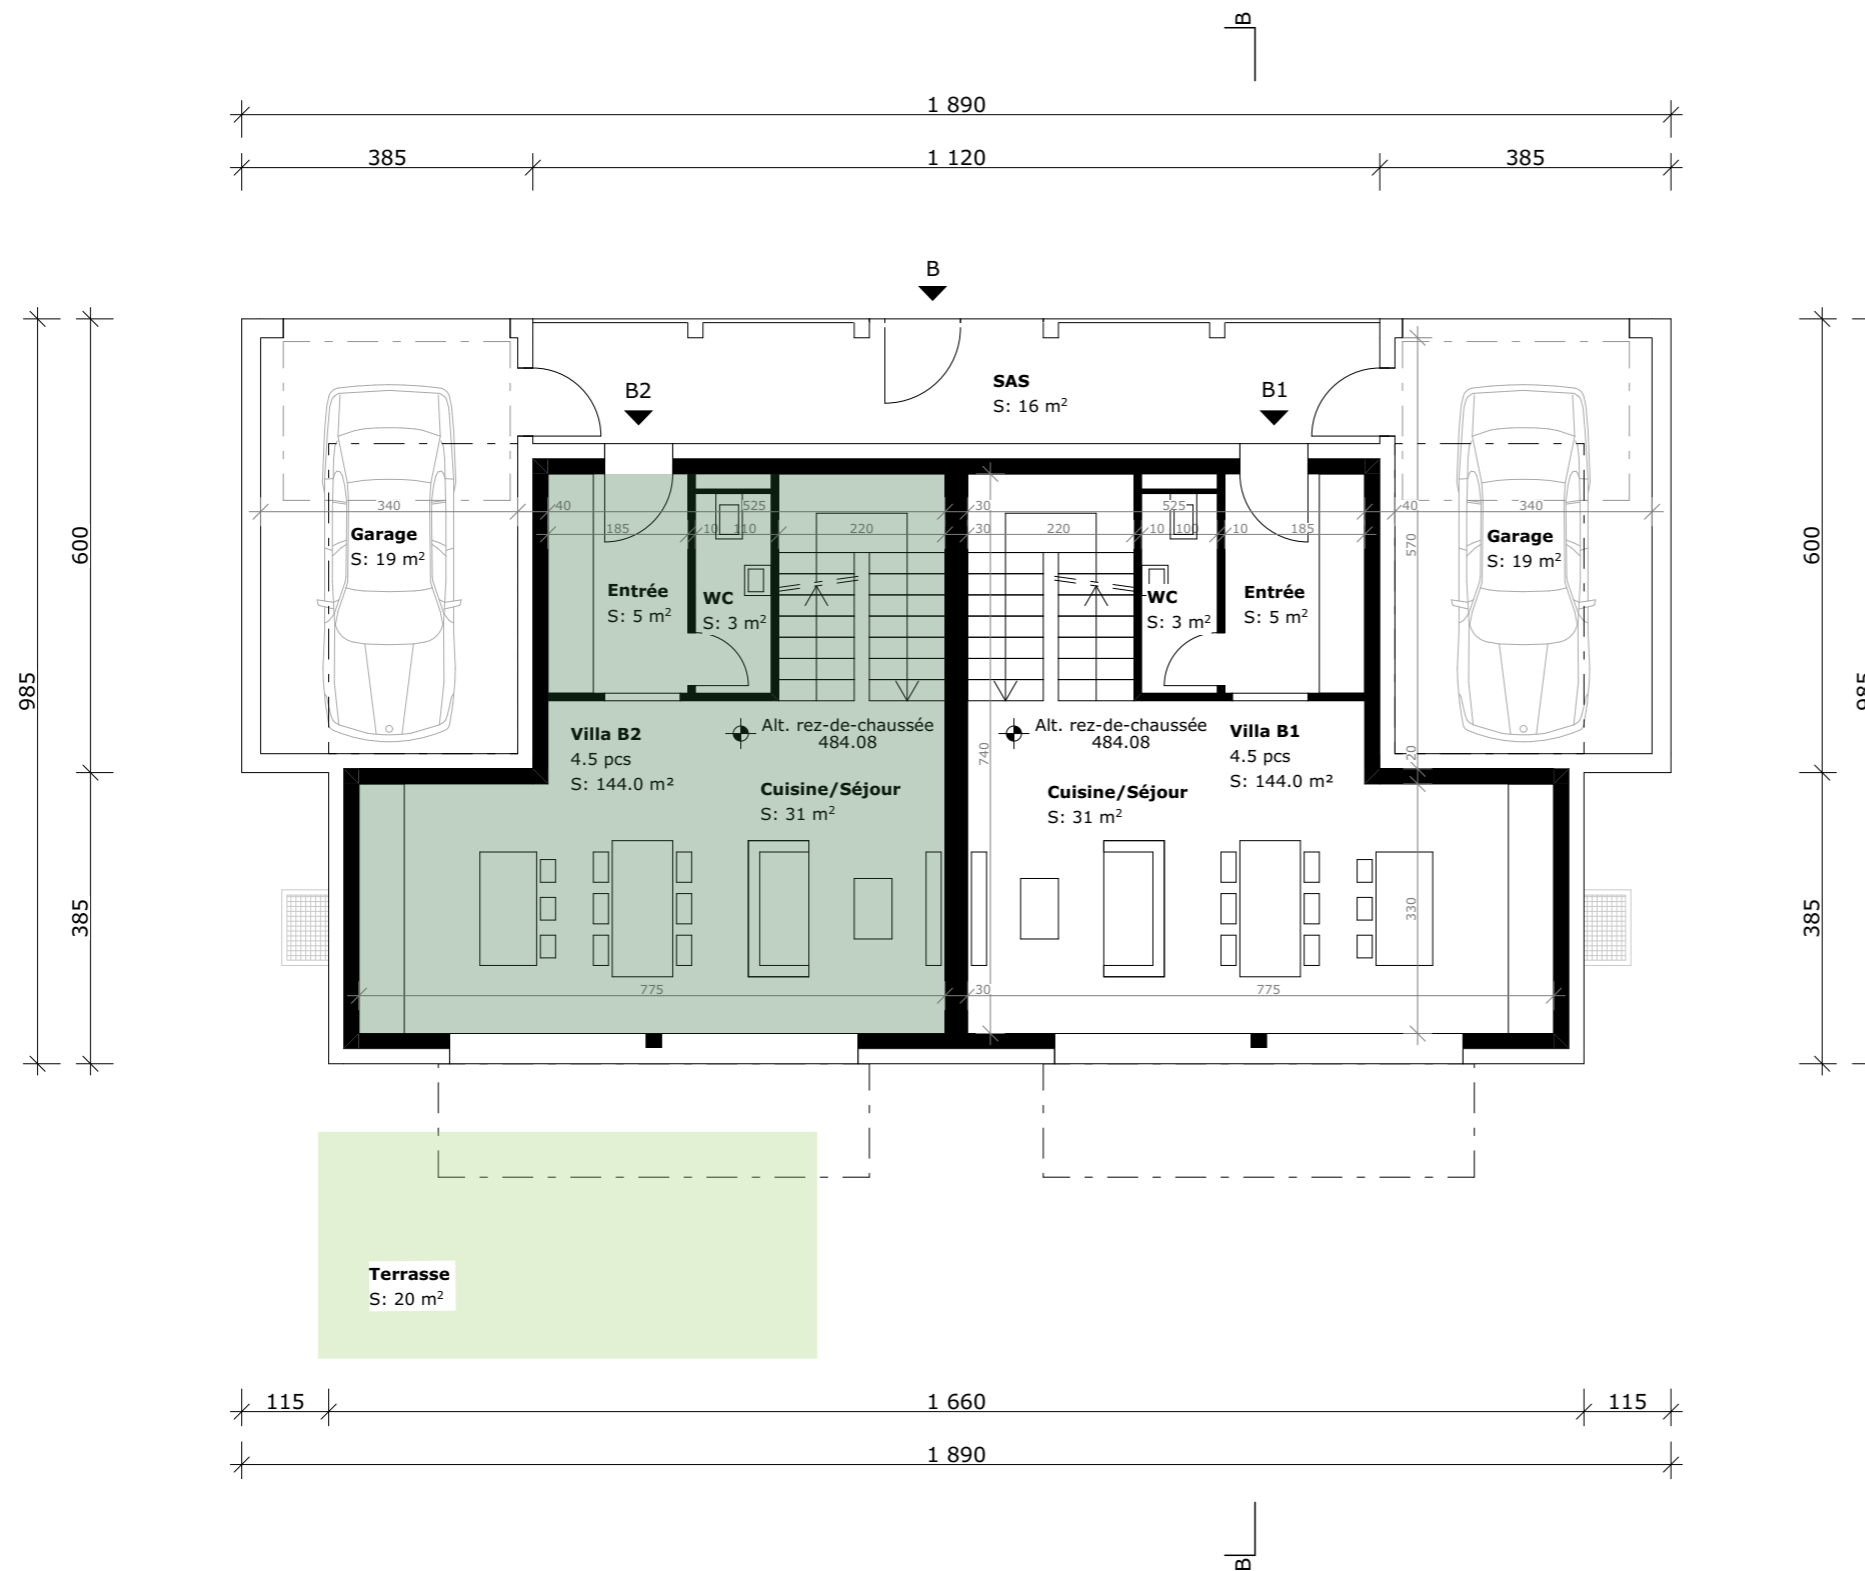 B
1 890
385
1 120
385
B
B2
B1
SAS
S: 16 m²
40
525
30
525
40
340
340
185
10
110
220
30
220
10
100
10
185
Garage
S: 19 m²
Garage
S: 19 m²
570
600
600
Entrée
S: 5 m²
WC
S: 3 m²
WC
S: 3 m²
Entrée
S: 5 m²
985
985
Villa B2
4.5 pcs
S: 144.0 m²
Alt. rez-de-chaussée
484.08
Alt. rez-de-chaussée
484.08
Villa B1
4.5 pcs
S: 144.0 m²
740
20
Cuisine/Séjour
S: 31 m²
Cuisine/Séjour
S: 31 m²
385
330
385
775
30
775
Terrasse
S: 20 m²
115
1 660
115
1 890
B